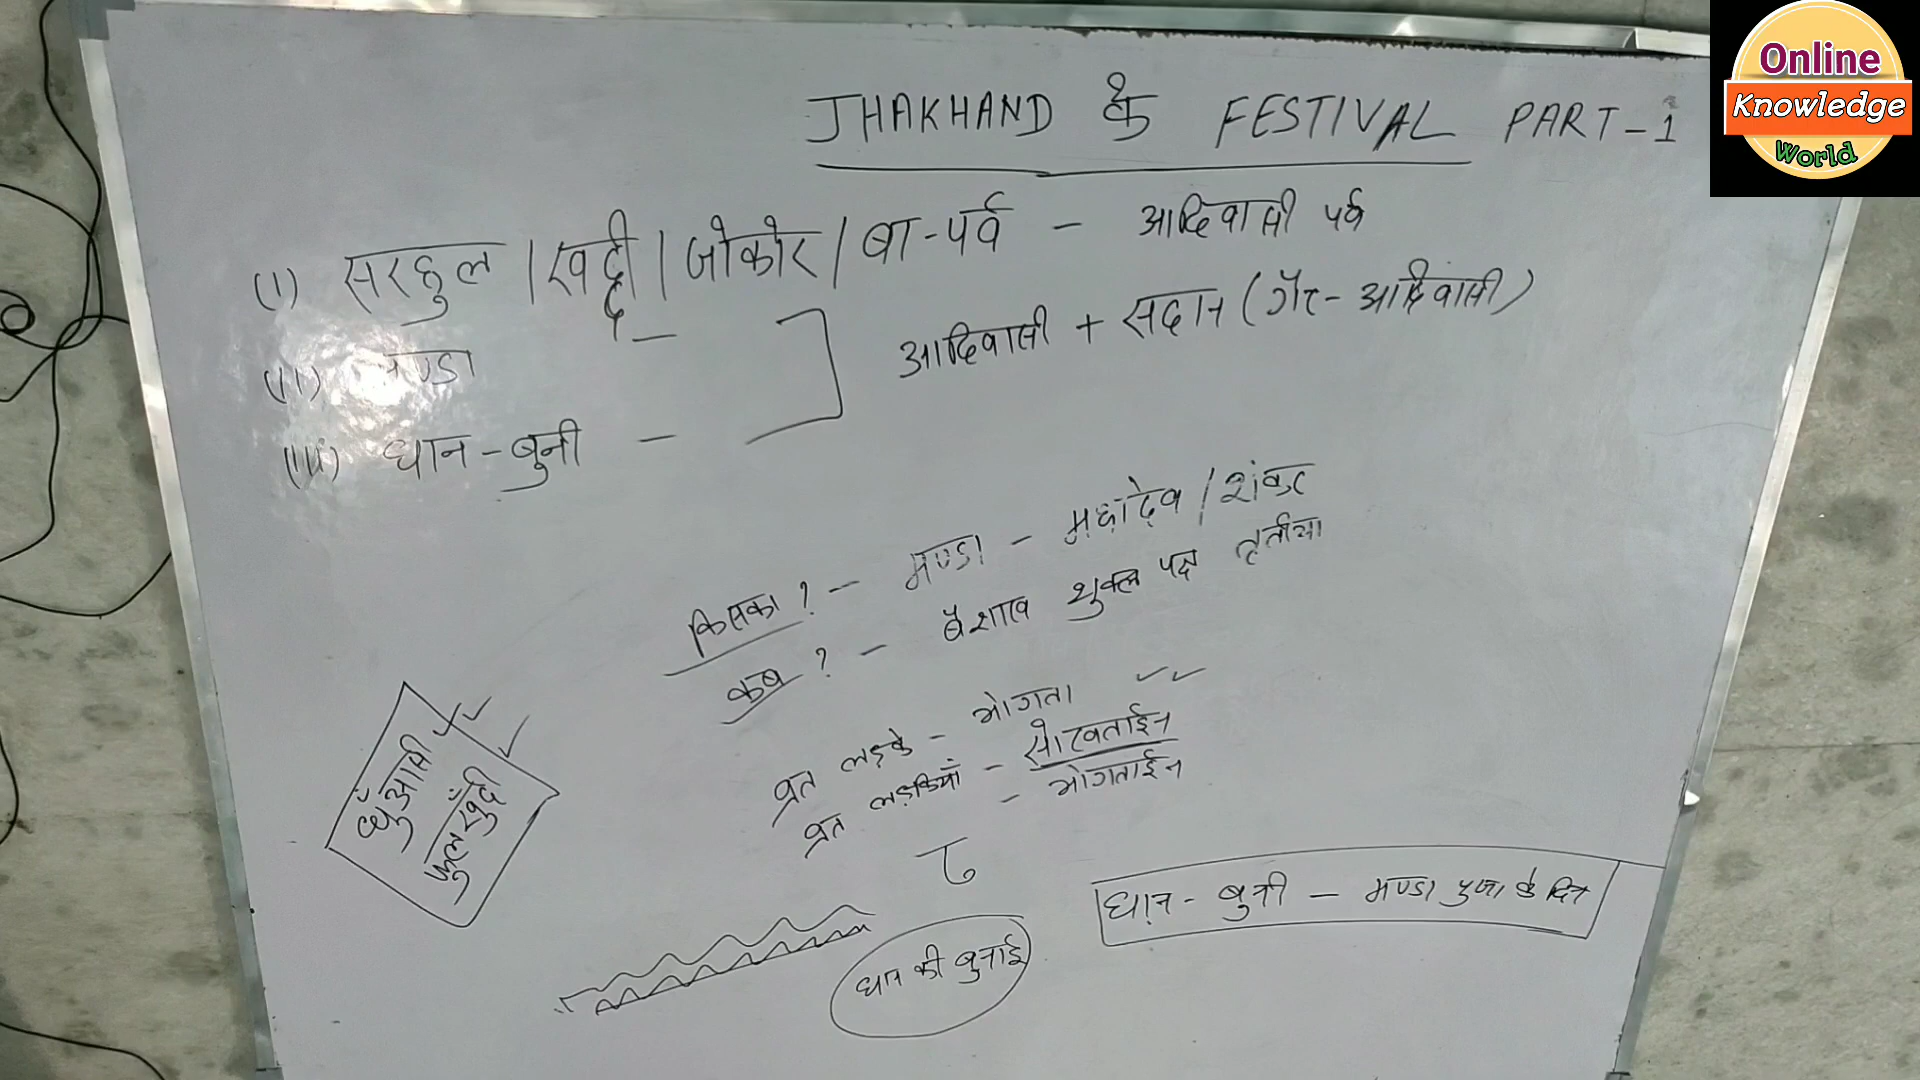 JHAKHAND के FESTIVAL PART-1
Online
Knowledge
World
(i) सरहुल / खद्दी / जोकोर / बा-पर्व - आदिवासी पर्व
(ii) मण्डा - आदिवासी + सदान (गैर-आदिवासी)
(iii) धान-बुनी -
किसका? - मण्डा - महादेव / शंकर
कब? - बैशाख शुक्ल पक्ष तृतीया
व्रत लड़के - भोगता
व्रत लड़कियाँ - सोखताईन
- भोगताईन
धुँआसी
फुलखुँदी
धान-बुनी - मण्डा पुजा के दिन
धान की बुनाई